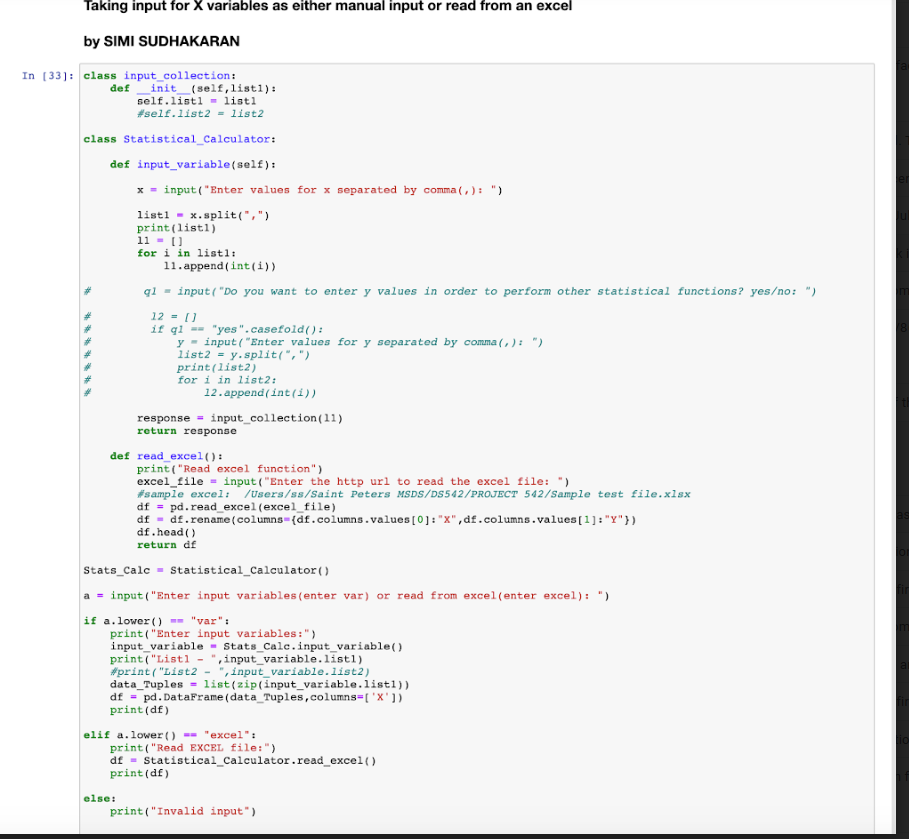 Taking input for X variables as either manual input or read from an excel
by SIMI SUDHAKARAN
In [33]: class input_collection:
    def __init__(self,list1):
        self.list1 = list1
        #self.list2 = list2

class Statistical_Calculator:

    def input_variable(self):

        x = input("Enter values for x separated by comma(,): ")

        list1 = x.split(",")
        print(list1)
        l1 = []
        for i in list1:
            l1.append(int(i))

#        q1 = input("Do you want to enter y values in order to perform other statistical functions? yes/no: ")

#         l2 = []
#         if q1 == "yes".casefold():
#             y = input("Enter values for y separated by comma(,): ")
#             list2 = y.split(",")
#             print(list2)
#             for i in list2:
#                 l2.append(int(i))

        response = input_collection(l1)
        return response

    def read_excel():
        print("Read excel function")
        excel_file = input("Enter the http url to read the excel file: ")
        #sample excel:  /Users/ss/Saint Peters MSDS/DS542/PROJECT 542/Sample test file.xlsx
        df = pd.read_excel(excel_file)
        df = df.rename(columns={df.columns.values[0]:"X",df.columns.values[1]:"Y"})
        df.head()
        return df

Stats_Calc = Statistical_Calculator()

a = input("Enter input variables(enter var) or read from excel(enter excel): ")

if a.lower() == "var":
    print("Enter input variables:")
    input_variable = Stats_Calc.input_variable()
    print("List1 - ",input_variable.list1)
    #print("List2 - ",input_variable.list2)
    data_Tuples = list(zip(input_variable.list1))
    df = pd.DataFrame(data_Tuples,columns=['X'])
    print(df)

elif a.lower() == "excel":
    print("Read EXCEL file:")
    df = Statistical_Calculator.read_excel()
    print(df)

else:
    print("Invalid input")